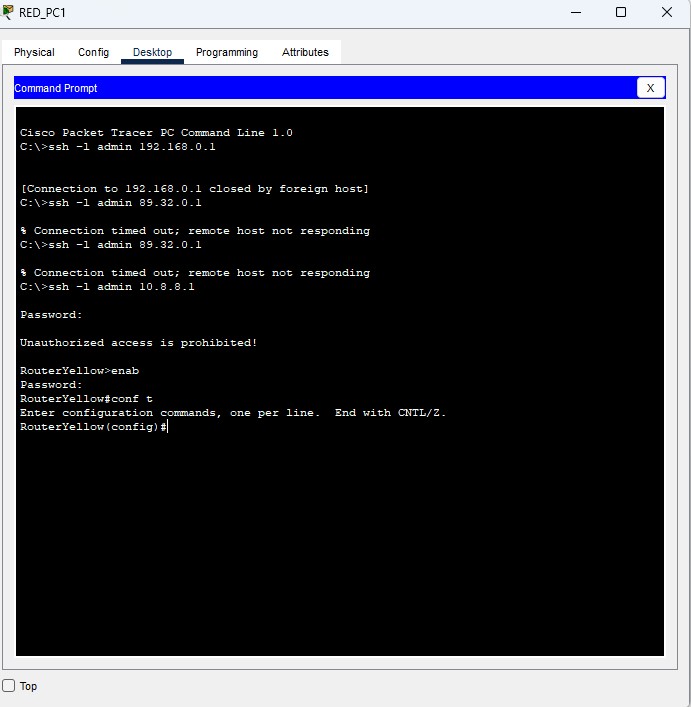 RED_PC1
Physical Config Desktop Programming Attributes
Command Prompt X
Cisco Packet Tracer PC Command Line 1.0
C:\>ssh -l admin 192.168.0.1
[Connection to 192.168.0.1 closed by foreign host]
C:\>ssh -l admin 89.32.0.1
% Connection timed out; remote host not responding
C:\>ssh -l admin 89.32.0.1
% Connection timed out; remote host not responding
C:\>ssh -l admin 10.8.8.1
Password:
Unauthorized access is prohibited!
RouterYellow>enab
Password:
RouterYellow#conf t
Enter configuration commands, one per line.  End with CNTL/Z.
RouterYellow(config)#
Top